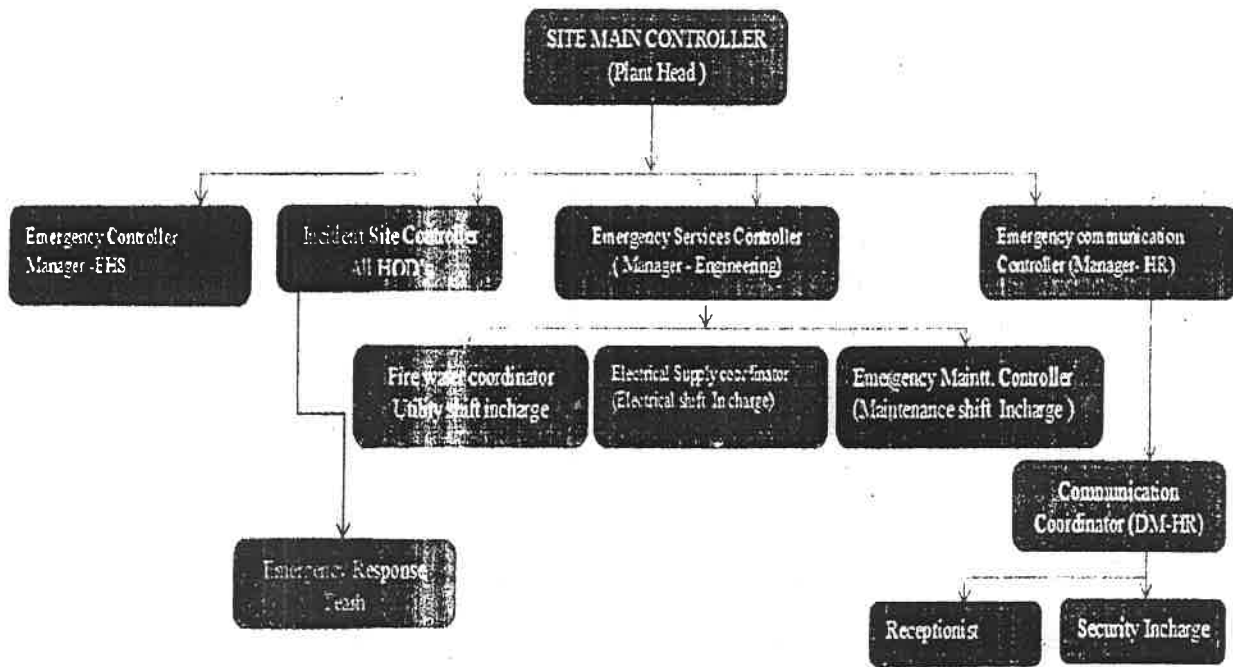 SITE MAIN CONTROLLER
(Plant Head )
Emergency Controller
Manager -EHS
Incident Site Controller
All HOD's
Emergency Services Controller
( Manager - Engineering)
Emergency communication
Controller (Manager- HR)
Fire water coordinator
Utility shift incharge
Electrical Supply coordinator
(Electrical shift In charge)
Emergency Maintt. Controller
(Maintenance shift Incharge )
Communication
Coordinator (DM-HR)
Emergency Response
Receptionist
Security Incharge